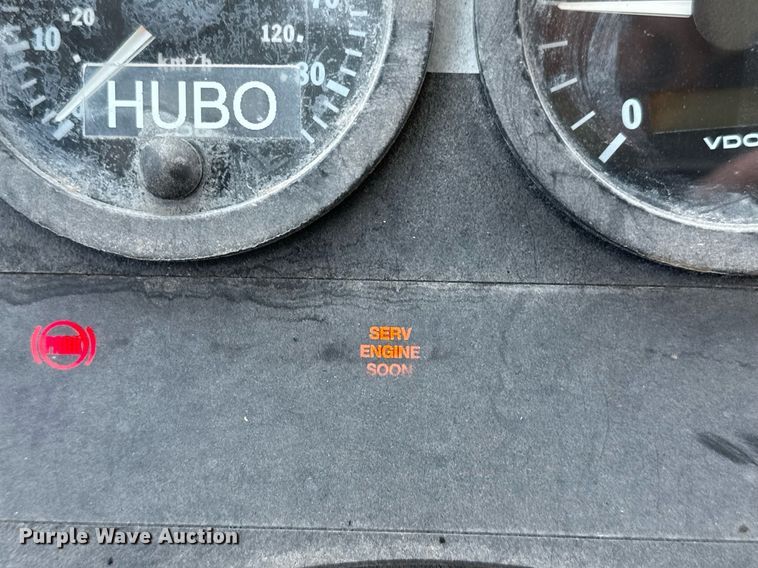 10
20
km/h
120
80
HUBO
0
VDO
SERV
ENGINE
SOON
Purple Wave Auction